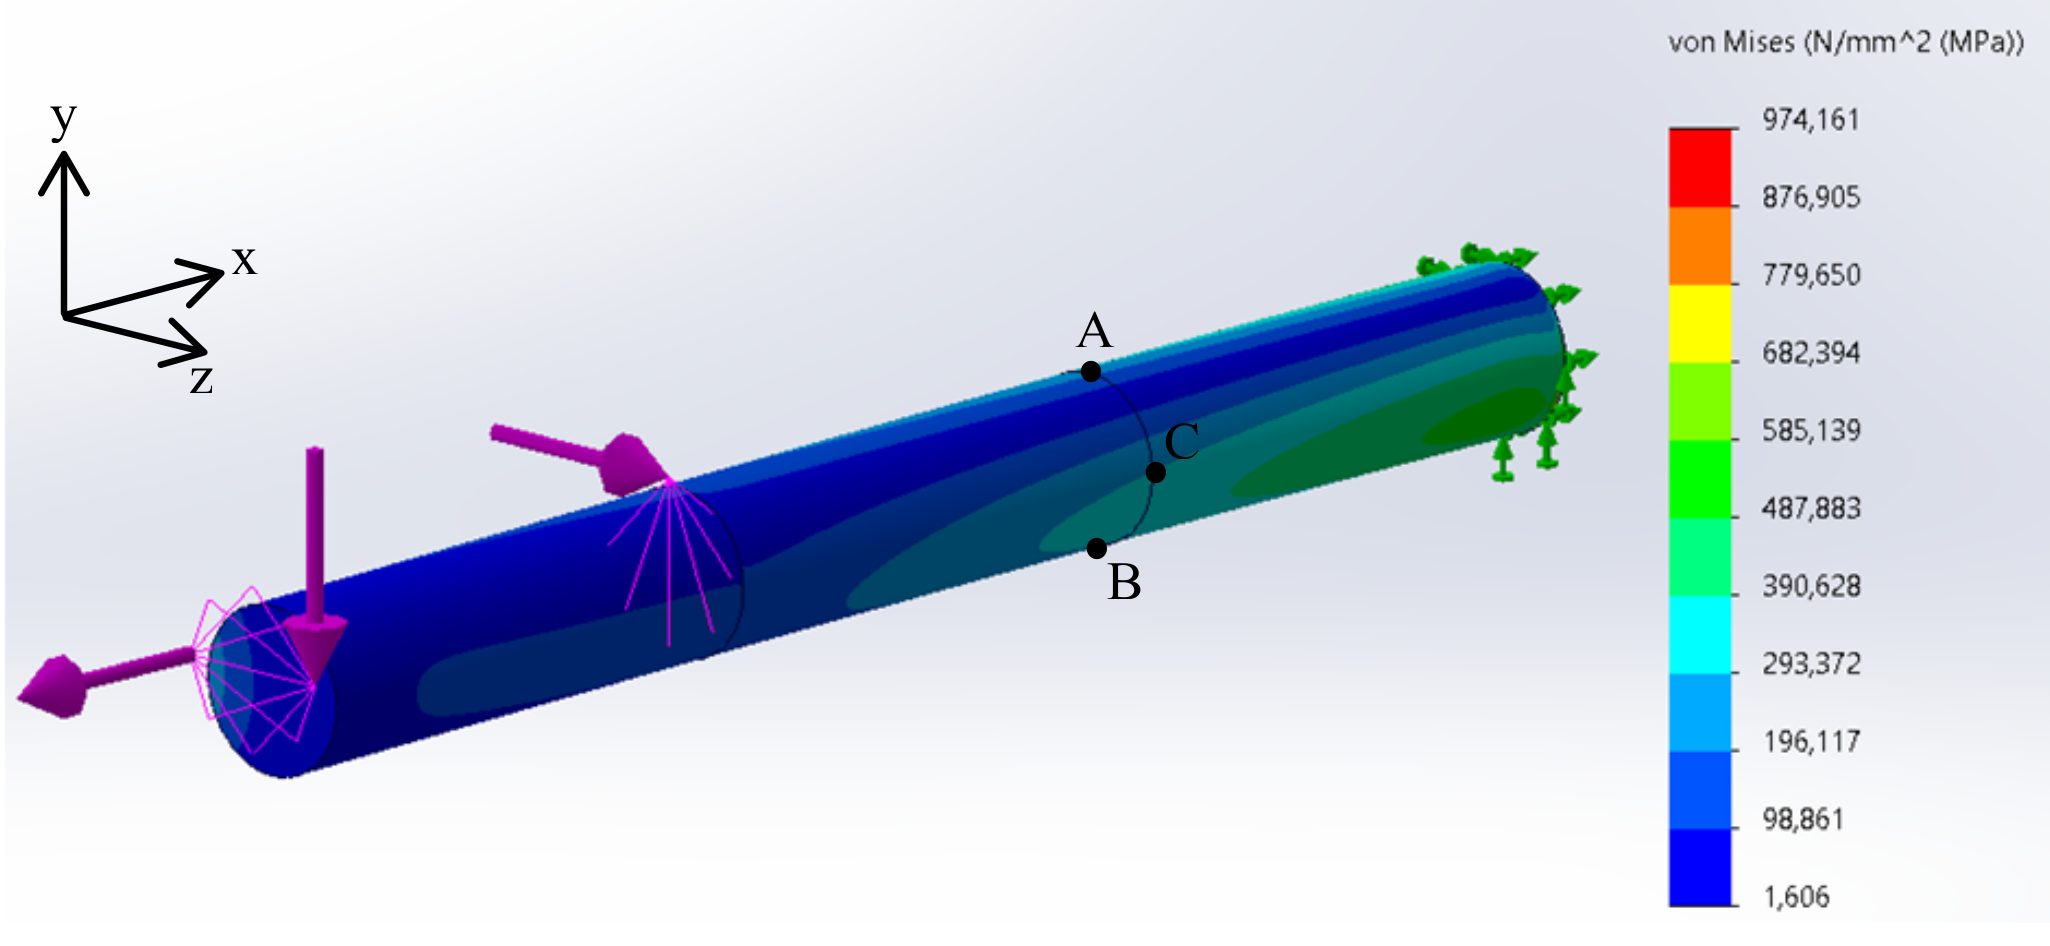 von Mises (N/mm^2 (MPa))
y
x
z
A
C
B
974,161
876,905
779,650
682,394
585,139
487,883
390,628
293,372
196,117
98,861
1,606